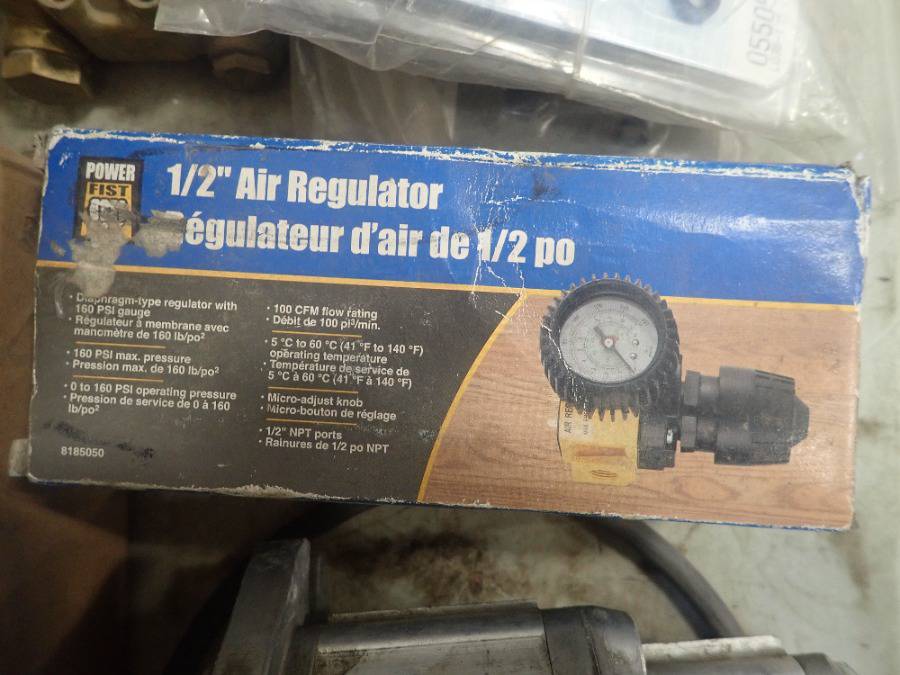 POWER
FIST
1/2" Air Regulator
Régulateur d'air de 1/2 po
• Diaphragm-type regulator with
160 PSI gauge
• Régulateur à membrane avec
manomètre de 160 lb/po²
• 160 PSI max. pressure
• Pression max. de 160 lb/po²
• 0 to 160 PSI operating pressure
• Pression de service de 0 à 160
lb/po²
8185050
• 100 CFM flow rating
• Débit de 100 pi³/min.
• 5 °C to 60 °C (41 °F to 140 °F)
operating temperature
• Température de service de
5 °C à 60 °C (41 °F à 140 °F)
• Micro-adjust knob
• Micro-bouton de réglage
• 1/2" NPT ports
• Rainures de 1/2 po NPT
AIR
0550